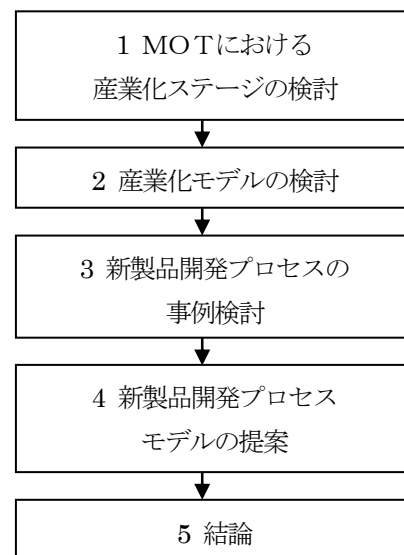 1 MOTにおける
産業化ステージの検討
2 産業化モデルの検討
3 新製品開発プロセスの
事例検討
4 新製品開発プロセス
モデルの提案
5 結論